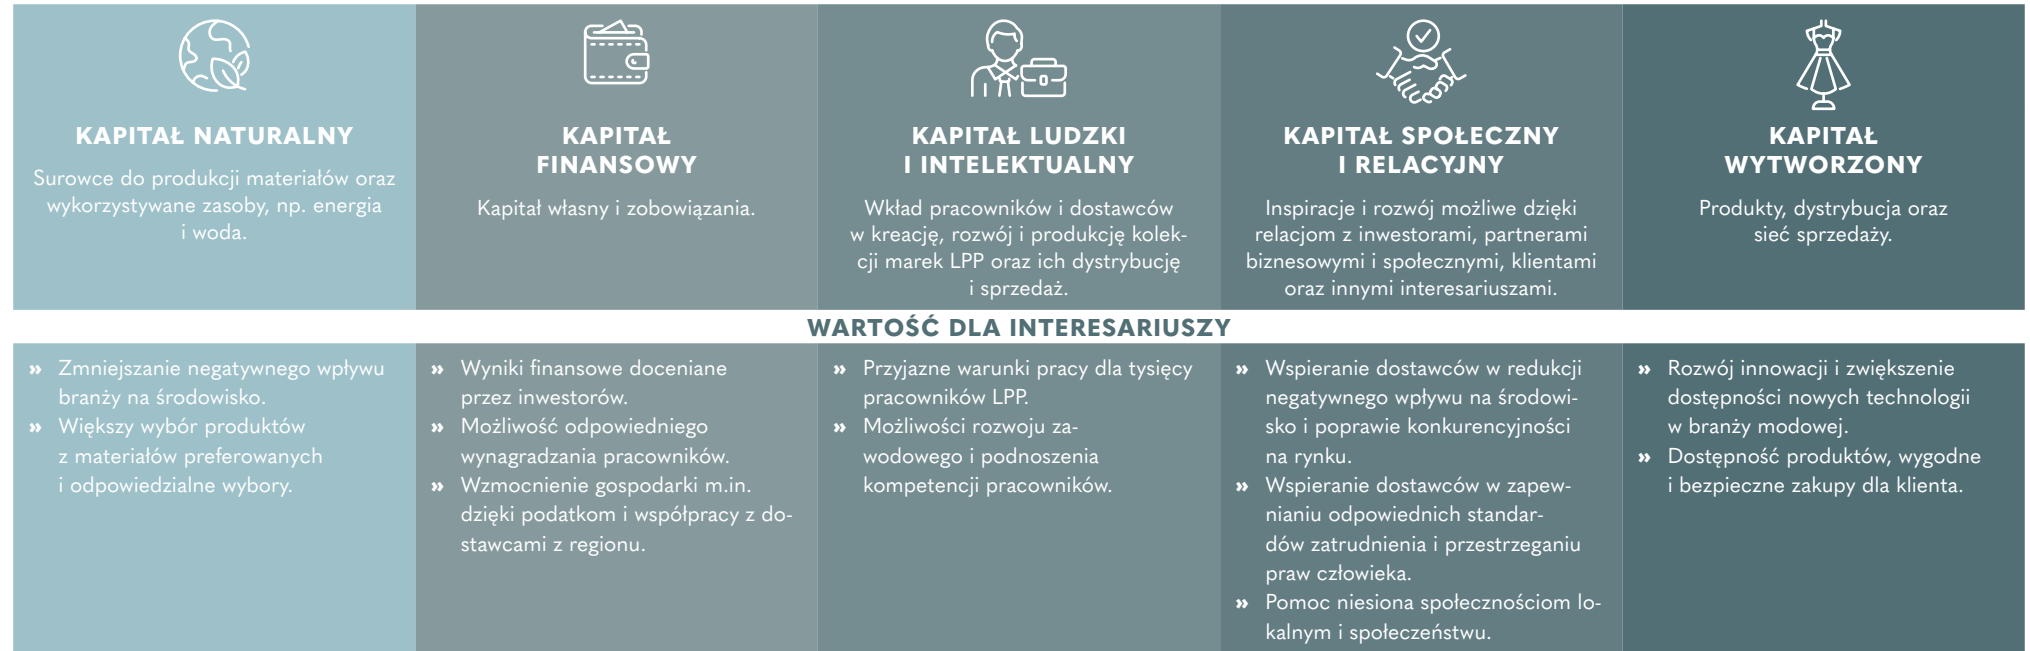 KAPITAŁ NATURALNY
Surowce do produkcji materiałów oraz
wykorzystywane zasoby, np. energia
i woda.
KAPITAŁ
FINANSOWY
Kapitał własny i zobowiązania.
KAPITAŁ LUDZKI
I INTELEKTUALNY
Wkład pracowników i dostawców
w kreację, rozwój i produkcję kolek-
cji marek LPP oraz ich dystrybucję
i sprzedaż.
KAPITAŁ SPOŁECZNY
I RELACYJNY
Inspiracje i rozwój możliwe dzięki
relacjom z inwestorami, partnerami
biznesowymi i społecznymi, klientami
oraz innymi interesariuszami.
KAPITAŁ
WYTWORZONY
Produkty, dystrybucja oraz
sieć sprzedaży.
WARTOŚĆ DLA INTERESARIUSZY
» Zmniejszanie negatywnego wpływu
branży na środowisko.
» Większy wybór produktów
z materiałów preferowanych
i odpowiedzialne wybory.
» Wyniki finansowe doceniane
przez inwestorów.
» Możliwość odpowiedniego
wynagradzania pracowników.
» Wzmocnienie gospodarki m.in.
dzięki podatkom i współpracy z do-
stawcami z regionu.
» Przyjazne warunki pracy dla tysięcy
pracowników LPP.
» Możliwości rozwoju za-
wodowego i podnoszenia
kompetencji pracowników.
» Wspieranie dostawców w redukcji
negatywnego wpływu na środowi-
sko i poprawie konkurencyjności
na rynku.
» Wspieranie dostawców w zapew-
nianiu odpowiednich standar-
dów zatrudnienia i przestrzeganiu
praw człowieka.
» Pomoc niesiona społecznościom lo-
kalnym i społeczeństwu.
» Rozwój innowacji i zwiększenie
dostępności nowych technologii
w branży modowej.
» Dostępność produktów, wygodne
i bezpieczne zakupy dla klienta.